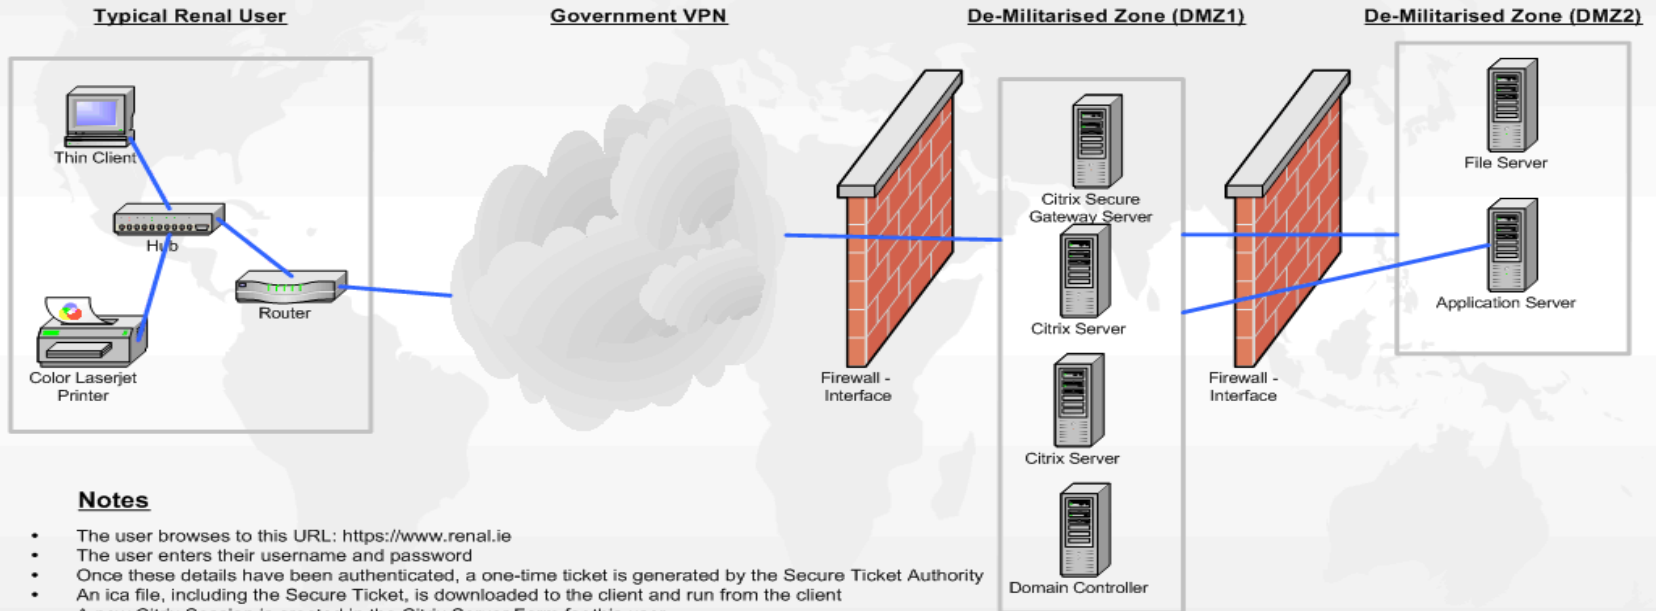 Typical Renal User
Government VPN
De-Militarised Zone (DMZ1)
De-Militarised Zone (DMZ2)
Thin Client
Hub
Router
Color Laserjet
Printer
Firewall -
Interface
Citrix Secure
Gateway Server
Citrix Server
Citrix Server
Domain Controller
Firewall -
Interface
File Server
Application Server
Notes
• The user browses to this URL: https://www.renal.ie
• The user enters their username and password
• Once these details have been authenticated, a one-time ticket is generated by the Secure Ticket Authority
• An ica file, including the Secure Ticket, is downloaded to the client and run from the client